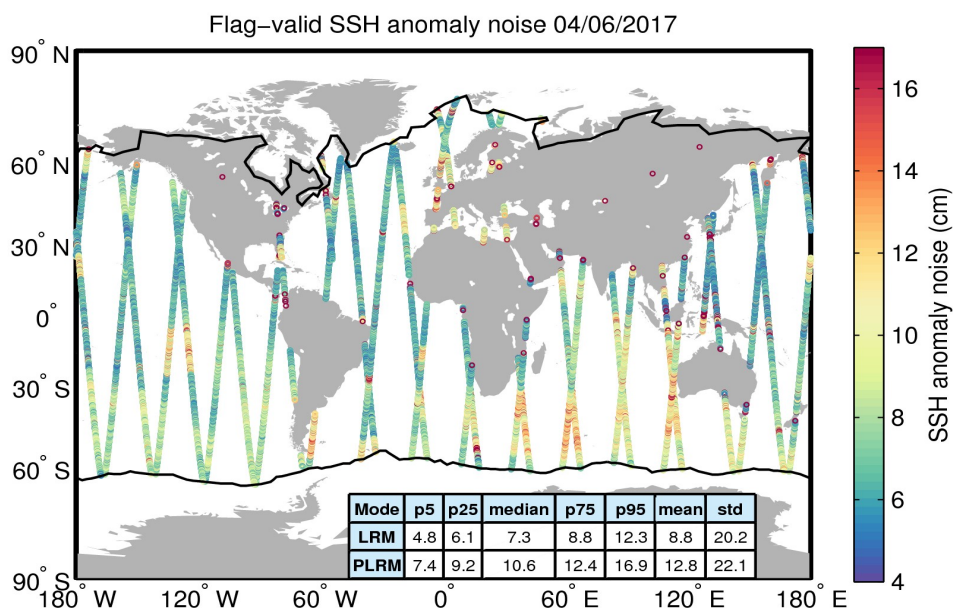 Flag−valid SSH anomaly noise 04/06/2017
90° N
60° N
30° N
0°
30° S
60° S
90° S
180° W 120° W 60° W 0° 60° E 120° E 180° E
Mode p5 p25 median p75 p95 mean std
LRM 4.8 6.1 7.3 8.8 12.3 8.8 20.2
PLRM 7.4 9.2 10.6 12.4 16.9 12.8 22.1
16
14
12
10
8
6
4
SSH anomaly noise (cm)